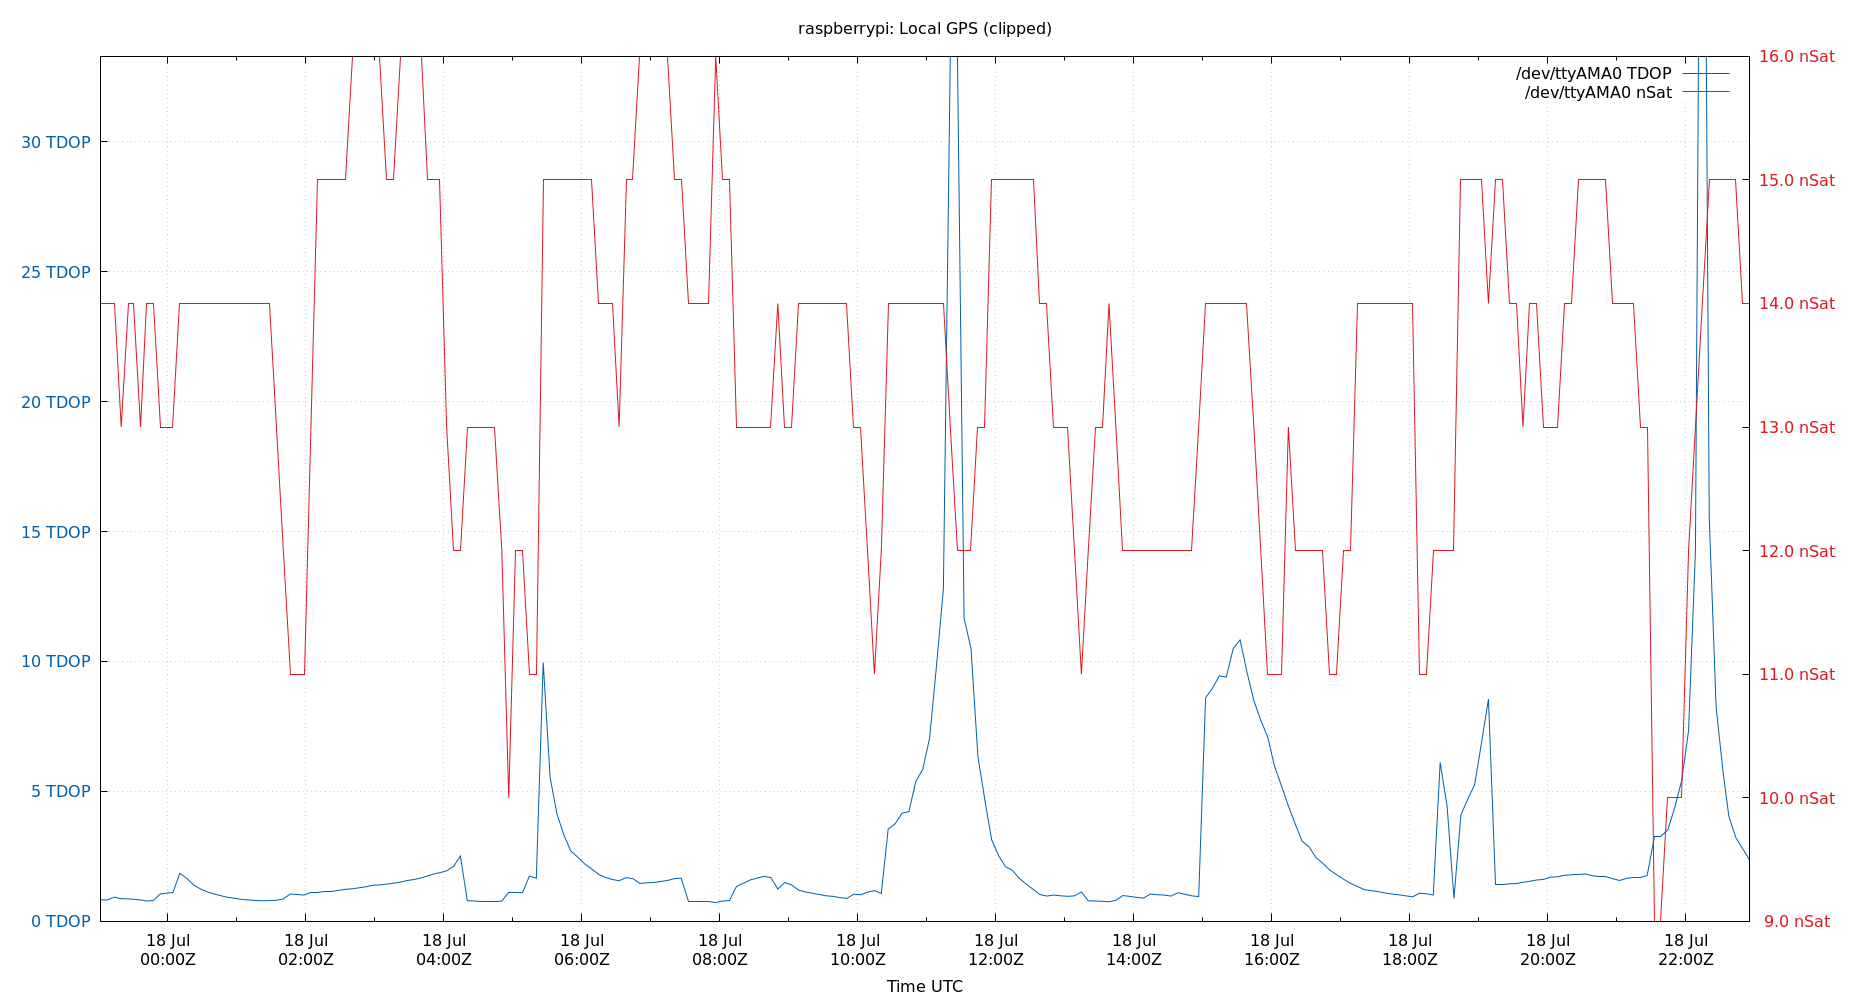 raspberrypi: Local GPS (clipped)
/dev/ttyAMA0 TDOP
/dev/ttyAMA0 nSat
30 TDOP
25 TDOP
20 TDOP
15 TDOP
10 TDOP
5 TDOP
0 TDOP
16.0 nSat
15.0 nSat
14.0 nSat
13.0 nSat
12.0 nSat
11.0 nSat
10.0 nSat
9.0 nSat
18 Jul
00:00Z
18 Jul
02:00Z
18 Jul
04:00Z
18 Jul
06:00Z
18 Jul
08:00Z
18 Jul
10:00Z
18 Jul
12:00Z
18 Jul
14:00Z
18 Jul
16:00Z
18 Jul
18:00Z
18 Jul
20:00Z
18 Jul
22:00Z
Time UTC